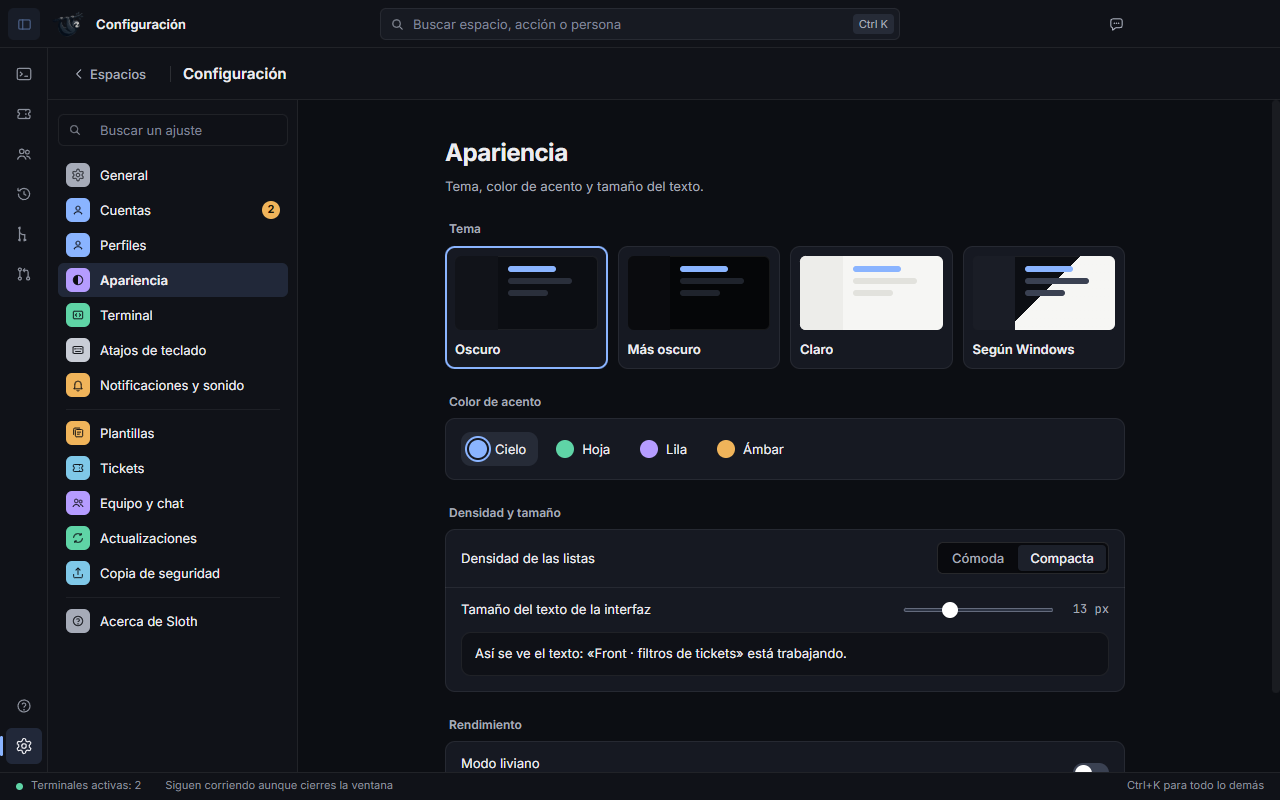 Configuración
Buscar espacio, acción o persona
Ctrl K
Espacios
Configuración
Buscar un ajuste
General
Cuentas
2
Perfiles
Apariencia
Terminal
Atajos de teclado
Notificaciones y sonido
Plantillas
Tickets
Equipo y chat
Actualizaciones
Copia de seguridad
Acerca de Sloth
Apariencia
Tema, color de acento y tamaño del texto.
Tema
Oscuro
Más oscuro
Claro
Según Windows
Color de acento
Cielo
Hoja
Lila
Ámbar
Densidad y tamaño
Densidad de las listas
Cómoda
Compacta
Tamaño del texto de la interfaz
13 px
Así se ve el texto: «Front · filtros de tickets» está trabajando.
Rendimiento
Modo liviano
Terminales activas: 2
Siguen corriendo aunque cierres la ventana
Ctrl+K para todo lo demás